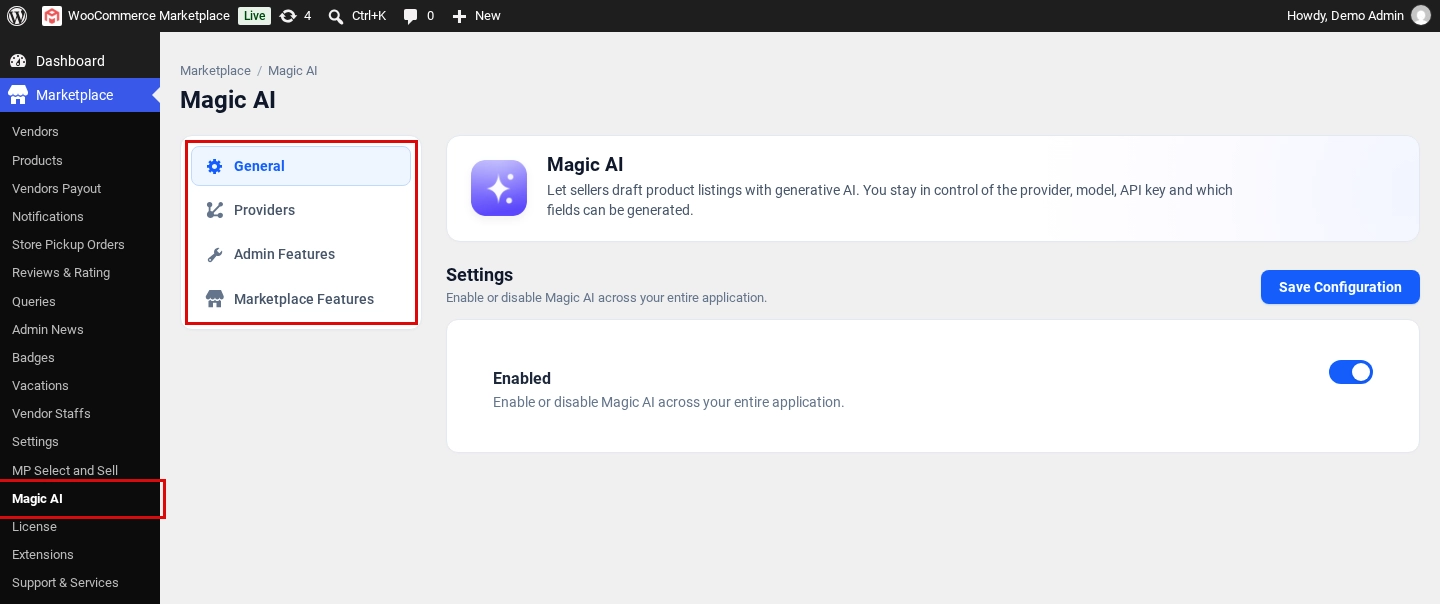 WooCommerce Marketplace Live 4 Ctrl+K 0 New Howdy, Demo Admin
Dashboard
Marketplace
Vendors
Products
Vendors Payout
Notifications
Store Pickup Orders
Reviews & Rating
Queries
Admin News
Badges
Vacations
Vendor Staffs
Settings
MP Select and Sell
Magic AI
License
Extensions
Support & Services
Marketplace / Magic AI
Magic AI
General
Providers
Admin Features
Marketplace Features
Magic AI
Let sellers draft product listings with generative AI. You stay in control of the provider, model, API key and which
fields can be generated.
Settings
Enable or disable Magic AI across your entire application.
Save Configuration
Enabled
Enable or disable Magic AI across your entire application.